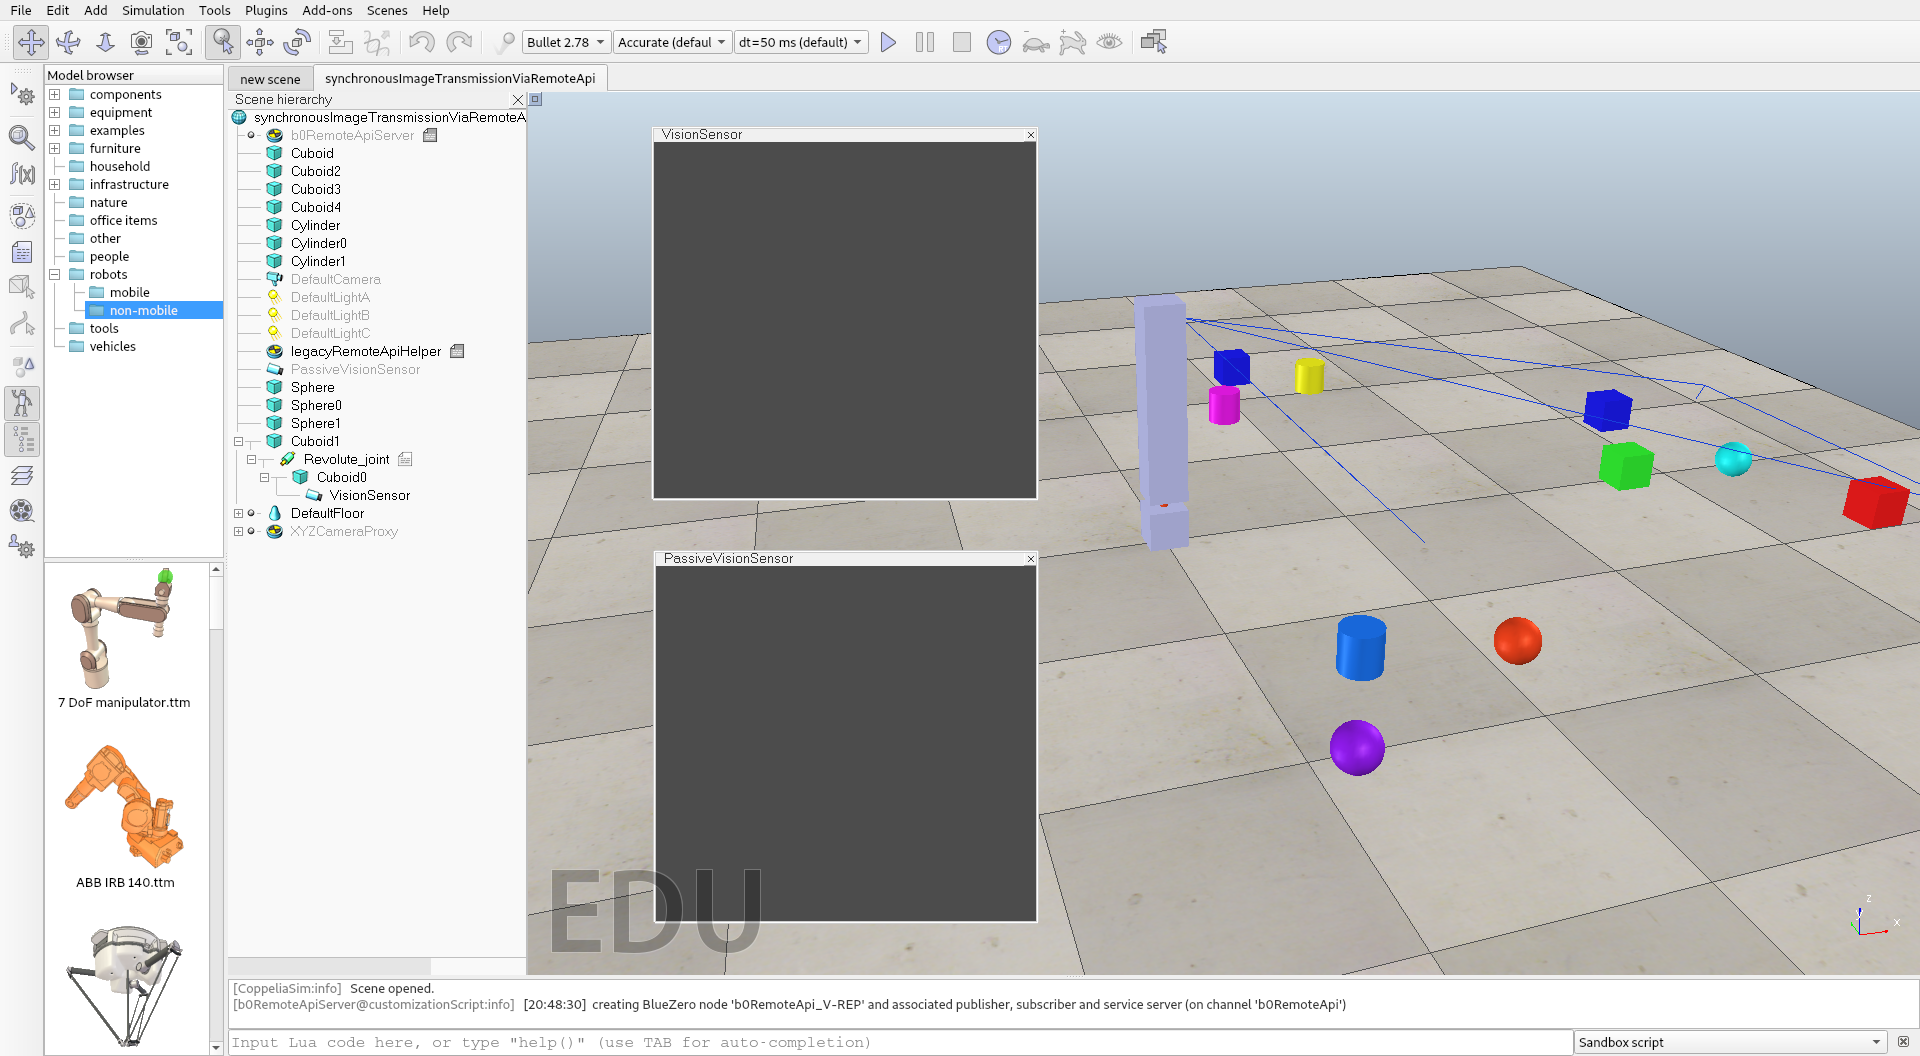 File Edit Add Simulation Tools Plugins Add-ons Scenes Help
Bullet 2.78 Accurate (defaul dt=50 ms (default)
Model browser
components
equipment
examples
furniture
household
infrastructure
nature
office items
other
people
robots
mobile
non-mobile
tools
vehicles
7 DoF manipulator.ttm
ABB IRB 140.ttm
new scene synchronousImageTransmissionViaRemoteApi
Scene hierarchy
synchronousImageTransmissionViaRemoteA
b0RemoteApiServer
Cuboid
Cuboid2
Cuboid3
Cuboid4
Cylinder
Cylinder0
Cylinder1
DefaultCamera
DefaultLightA
DefaultLightB
DefaultLightC
legacyRemoteApiHelper
PassiveVisionSensor
Sphere
Sphere0
Sphere1
Cuboid1
Revolute_joint
Cuboid0
VisionSensor
DefaultFloor
XYZCameraProxy
VisionSensor
PassiveVisionSensor
EDU
z
y
x
[CoppeliaSim:info] Scene opened.
[b0RemoteApiServer@customizationScript:info] [20:48:30] creating BlueZero node 'b0RemoteApi_V-REP' and associated publisher, subscriber and service server (on channel 'b0RemoteApi')
Input Lua code here, or type "help()" (use TAB for auto-completion)
Sandbox script